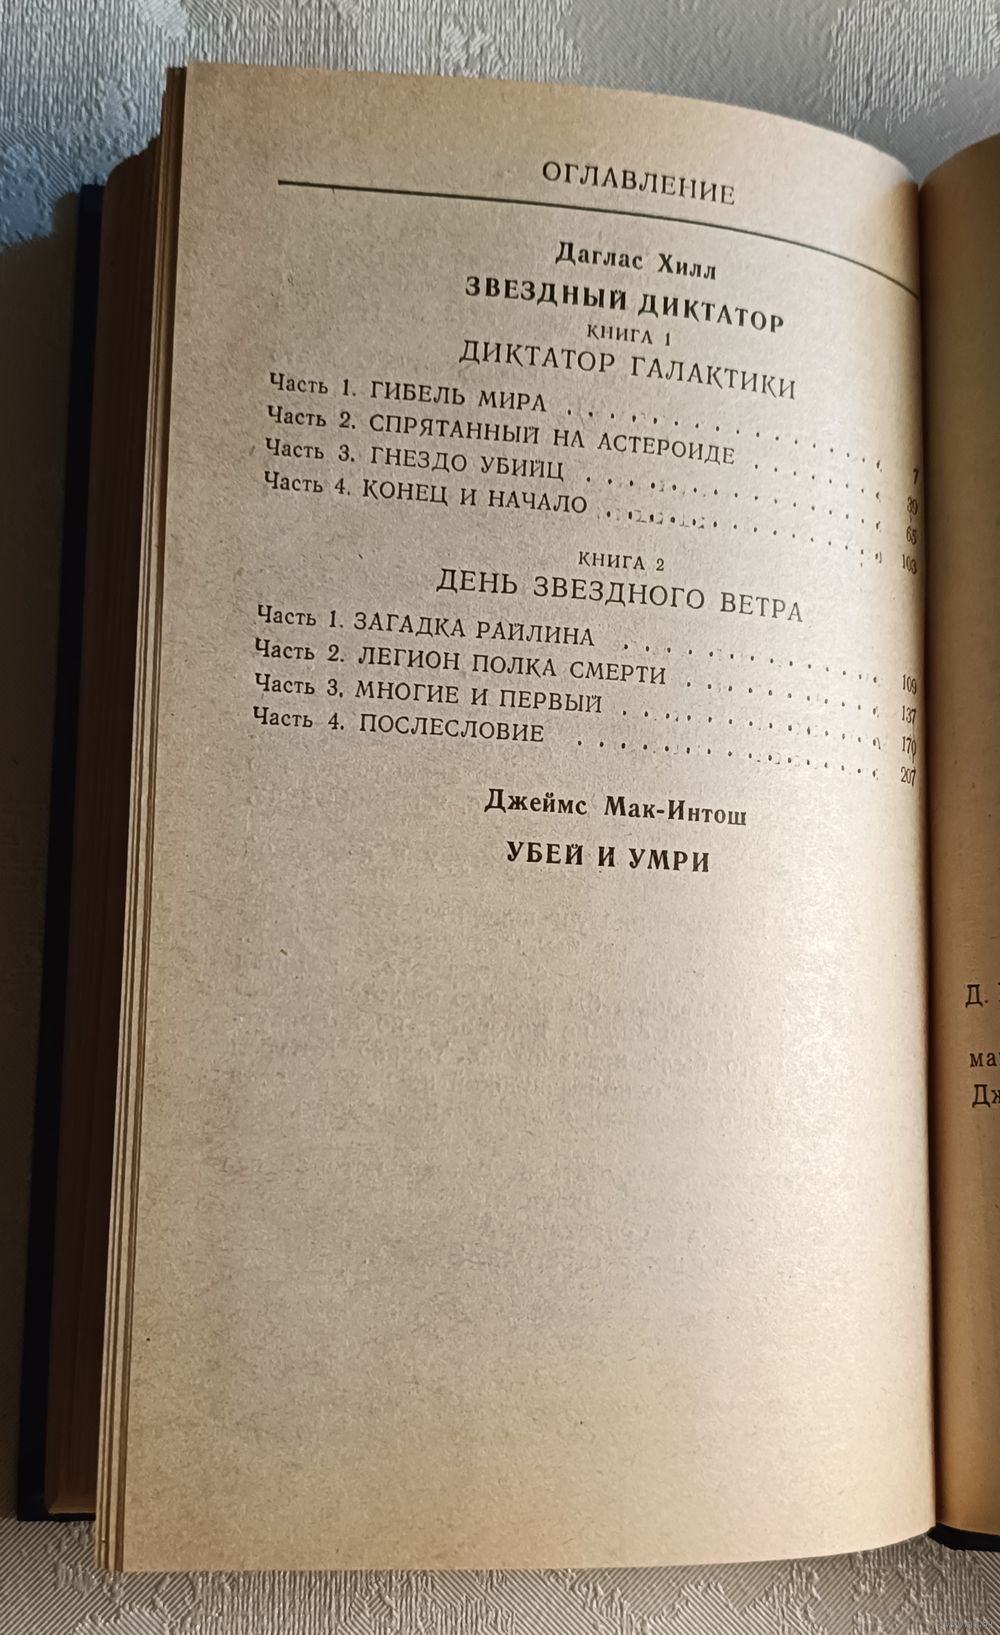 ОГЛАВЛЕНИЕ
Даглас Хилл
ЗВЕЗДНЫЙ ДИКТАТОР
КНИГА 1
ДИКТАТОР ГАЛАКТИКИ
Часть 1. ГИБЕЛЬ МИРА . . . . . . . . . . . . . . . 7
Часть 2. СПРЯТАННЫЙ НА АСТЕРОИДЕ . . . . . . . 39
Часть 3. ГНЕЗДО УБИЙЦ . . . . . . . . . . . . . . 65
Часть 4. КОНЕЦ И НАЧАЛО . . . . . . . . . . . . . 103
КНИГА 2
ДЕНЬ ЗВЕЗДНОГО ВЕТРА
Часть 1. ЗАГАДКА РАЙЛИНА . . . . . . . . . . . . 109
Часть 2. ЛЕГИОН ПОЛКА СМЕРТИ . . . . . . . . . 137
Часть 3. МНОГИЕ И ПЕРВЫЙ . . . . . . . . . . . . 170
Часть 4. ПОСЛЕСЛОВИЕ . . . . . . . . . . . . . . 207
Джеймс Мак-Интош
УБЕЙ И УМРИ
Д.